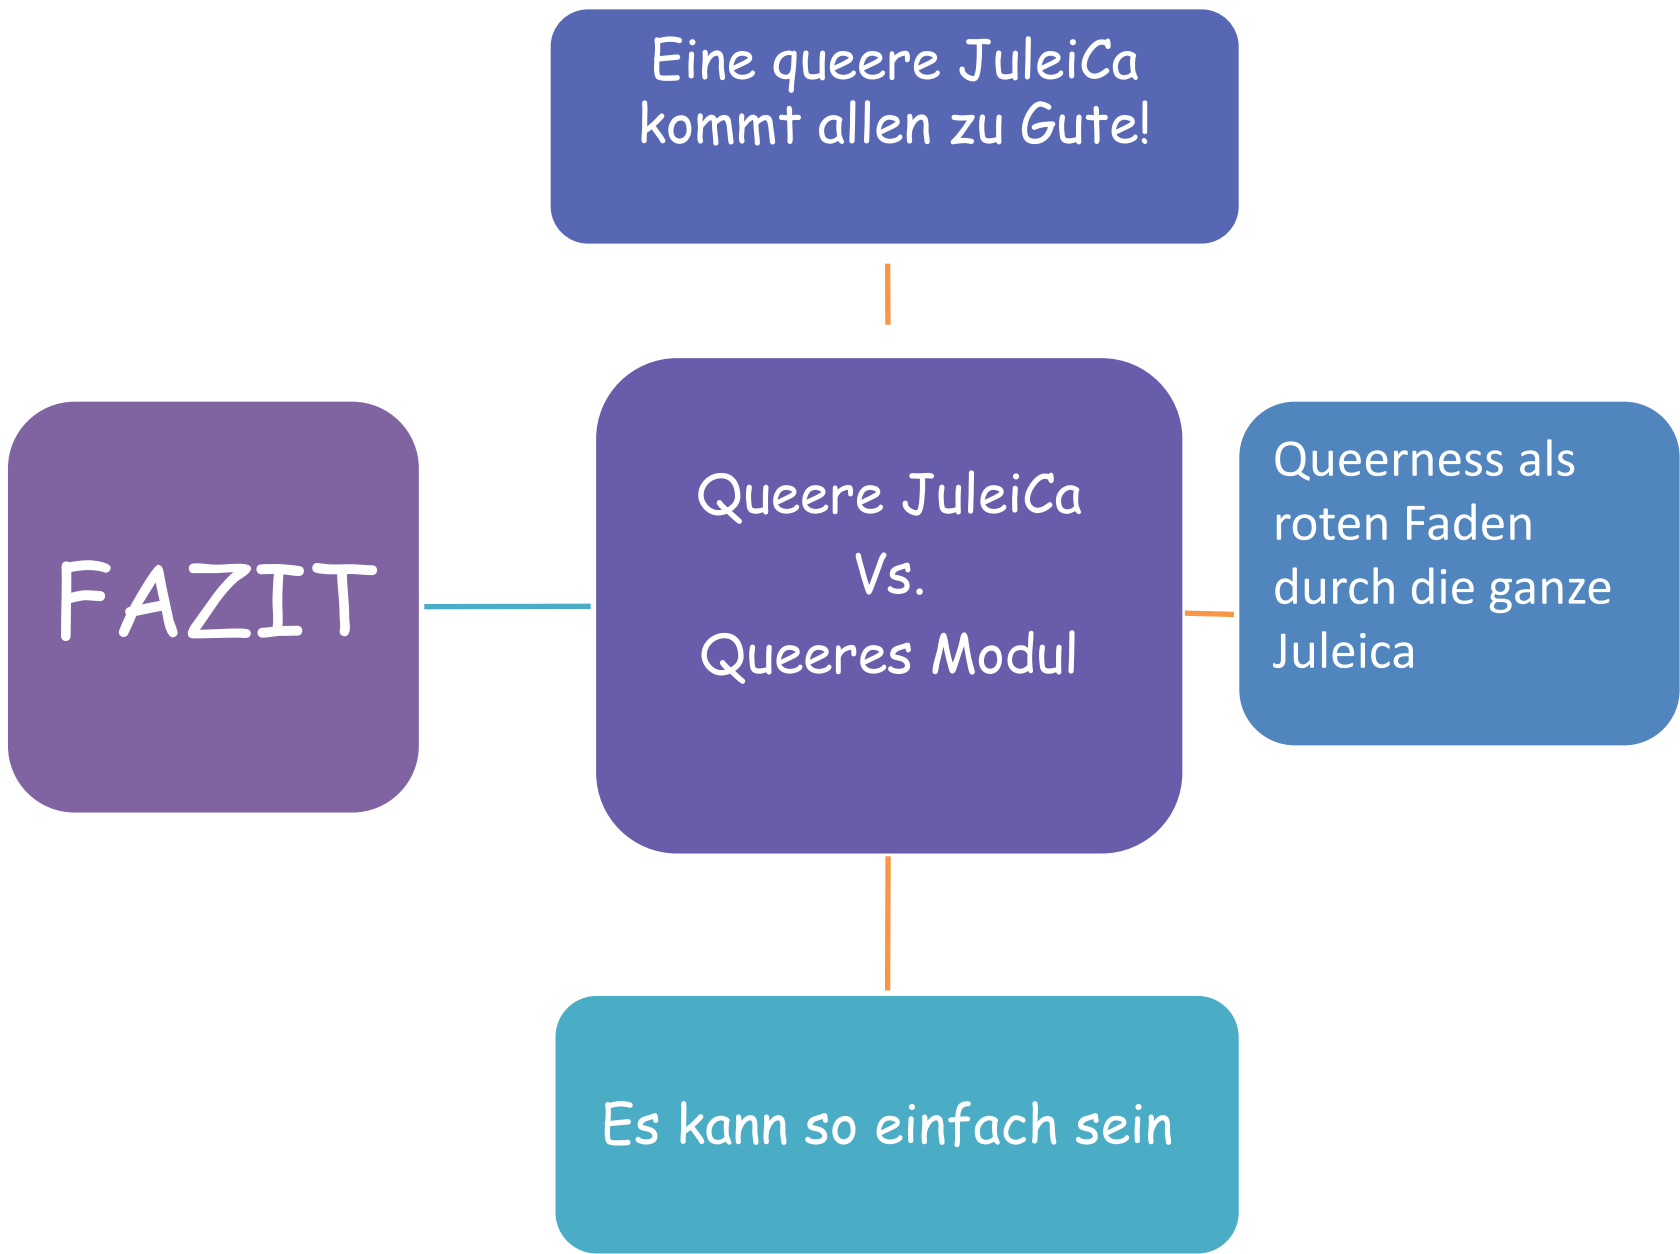 Eine queere JuleiCa
kommt allen zu Gute!
FAZIT
Queere JuleiCa
Vs.
Queeres Modul
Queerness als
roten Faden
durch die ganze
Juleica
Es kann so einfach sein